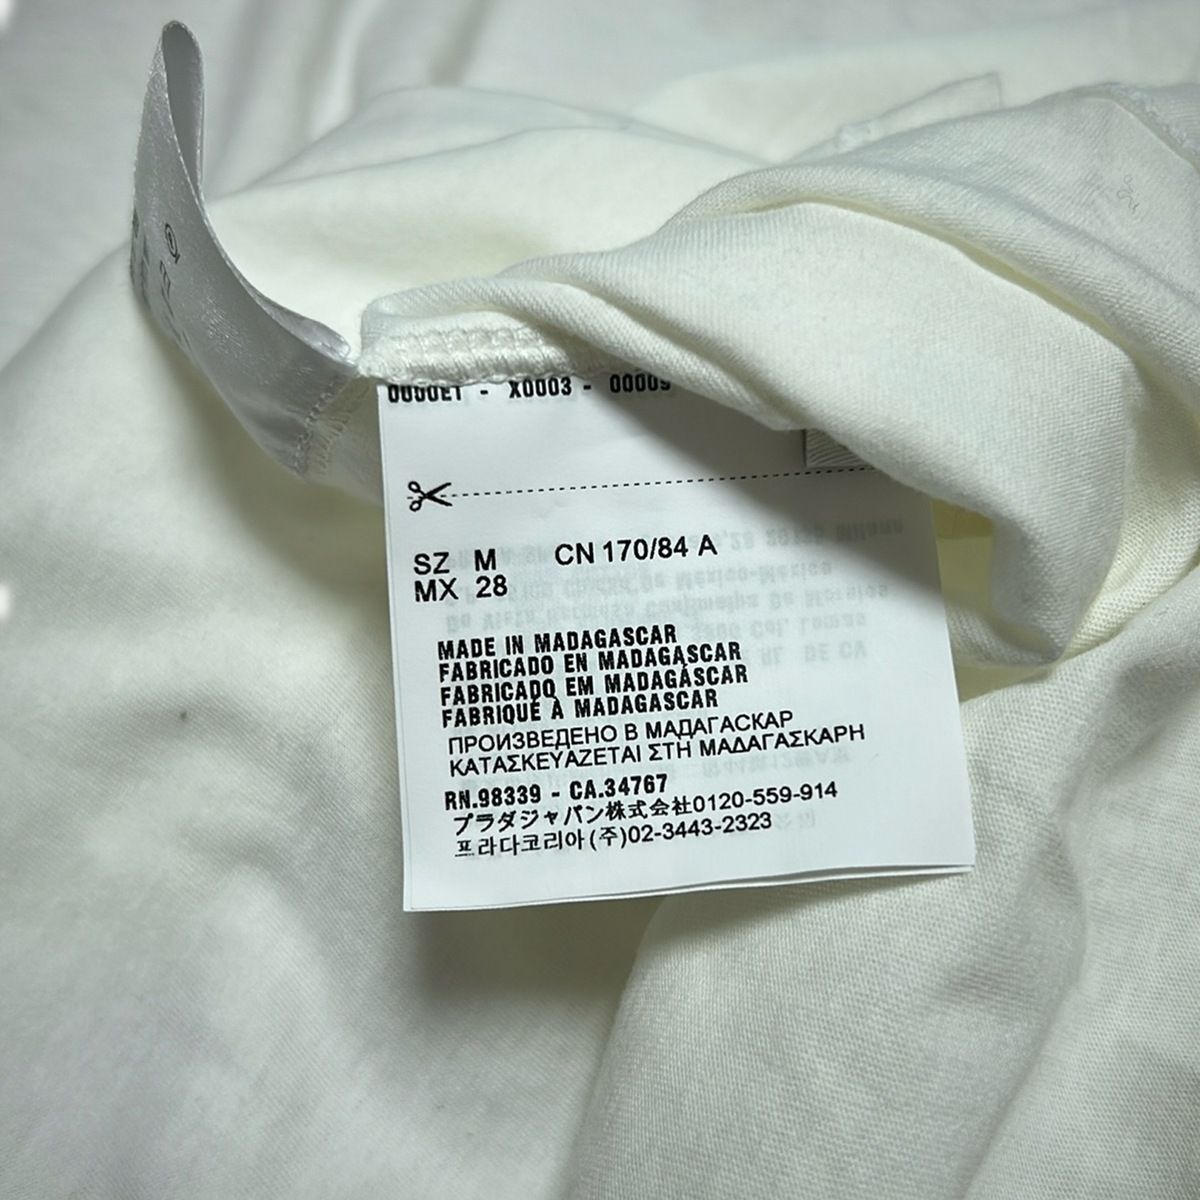 0000E1 - X0003 - 00009
SZ M CN 170/84 A
MX 28
MADE IN MADAGASCAR
FABRICADO EN MADAGASCAR
FABRICADO EM MADAGÁSCAR
FABRIQUÉ À MADAGASCAR
ПРОИЗВЕДЕНО В МАДАГАСКАР
ΚΑΤΑΣΚΕΥΑΖΕΤΑΙ ΣΤΗ ΜΑΔΑΓΑΣΚΑΡΗ
RN.98339 - CA.34767
プラダジャパン株式会社0120-559-914
프라다코리아(주)02-3443-2323